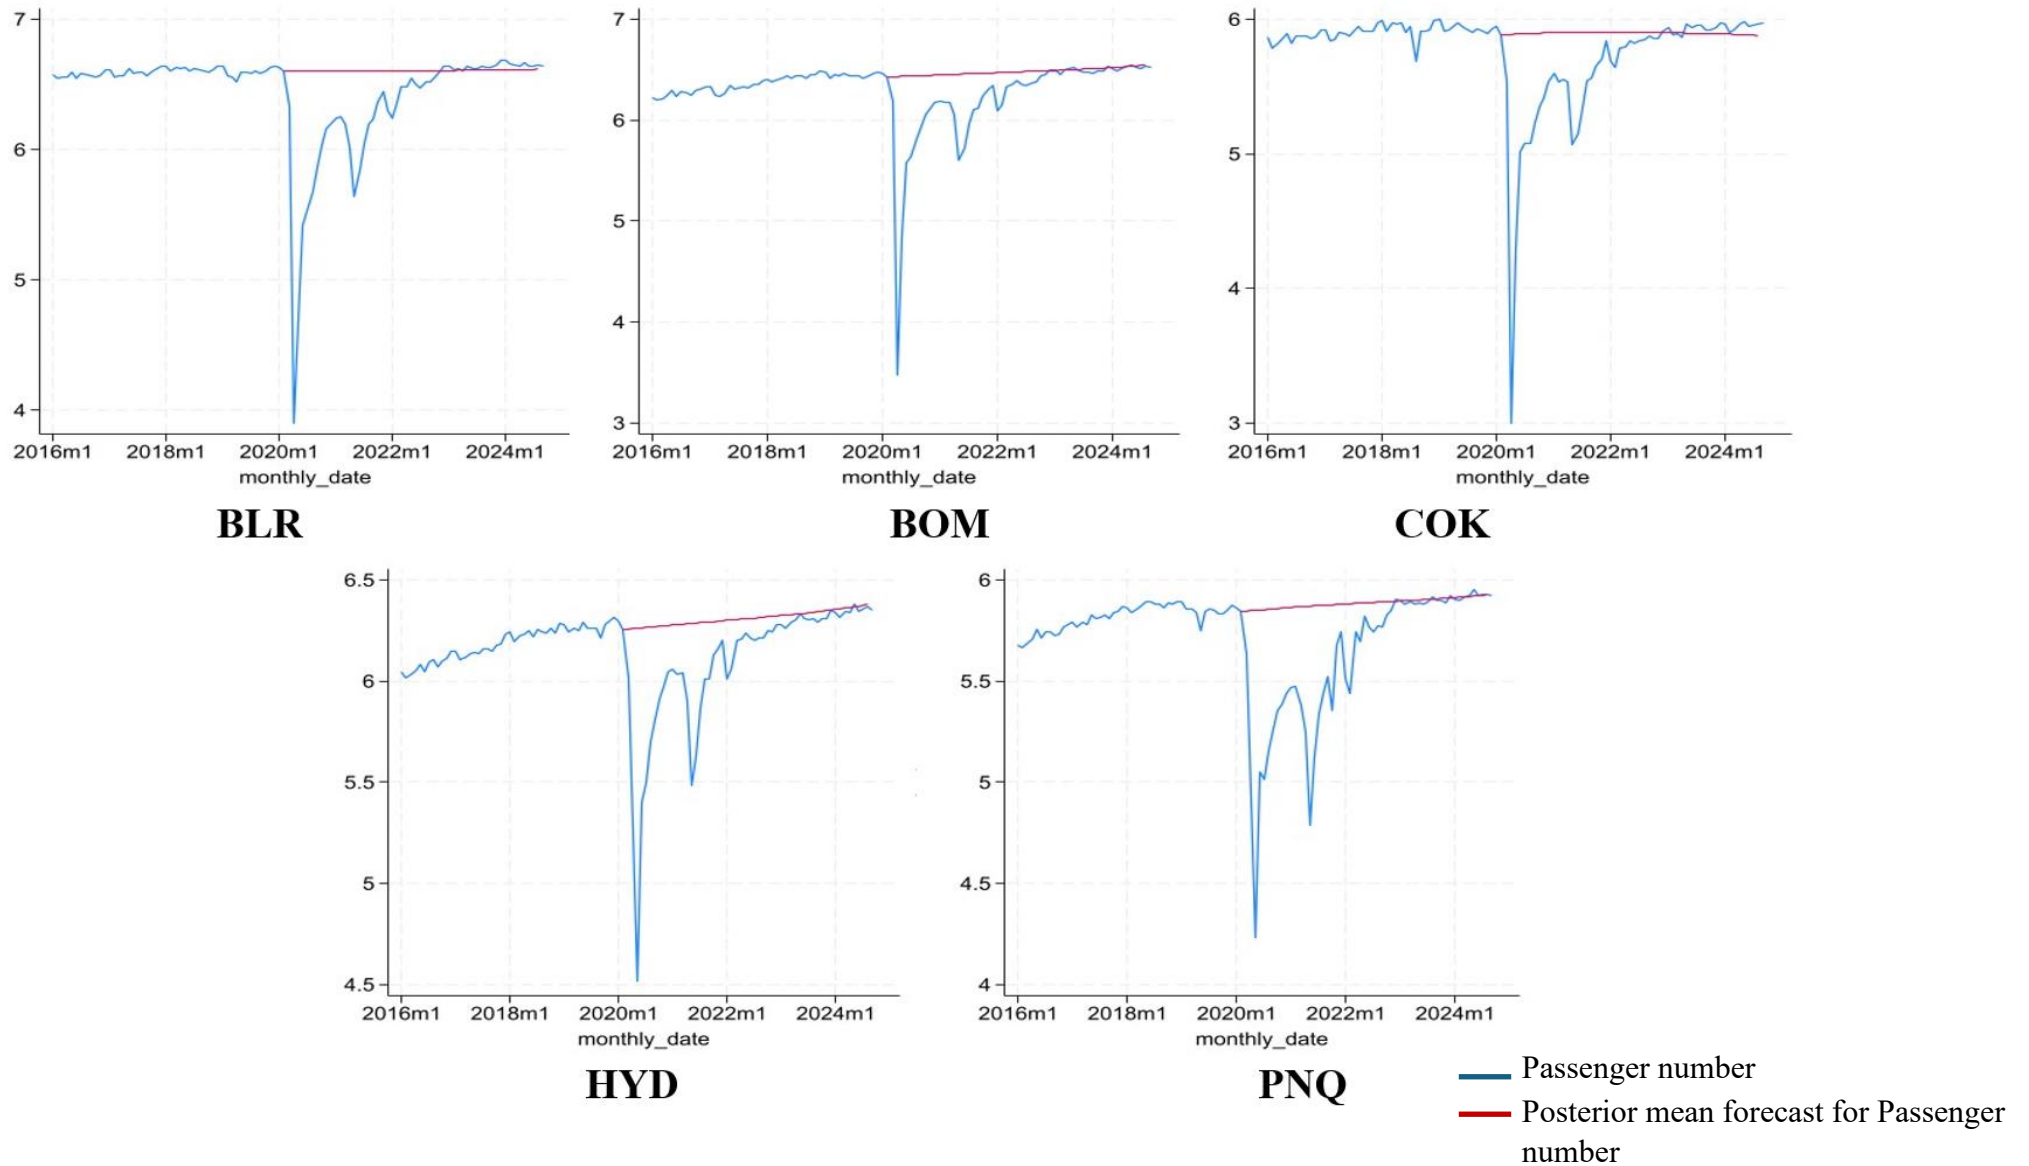 7
6
5
4
2016m1 2018m1 2020m1 2022m1 2024m1
monthly_date
BLR
7
6
5
4
3
2016m1 2018m1 2020m1 2022m1 2024m1
monthly_date
BOM
6
5
4
3
2016m1 2018m1 2020m1 2022m1 2024m1
monthly_date
COK
6.5
6
5.5
5
4.5
2016m1 2018m1 2020m1 2022m1 2024m1
monthly_date
HYD
6
5.5
5
4.5
4
2016m1 2018m1 2020m1 2022m1 2024m1
monthly_date
PNQ
Passenger number
Posterior mean forecast for Passenger
number